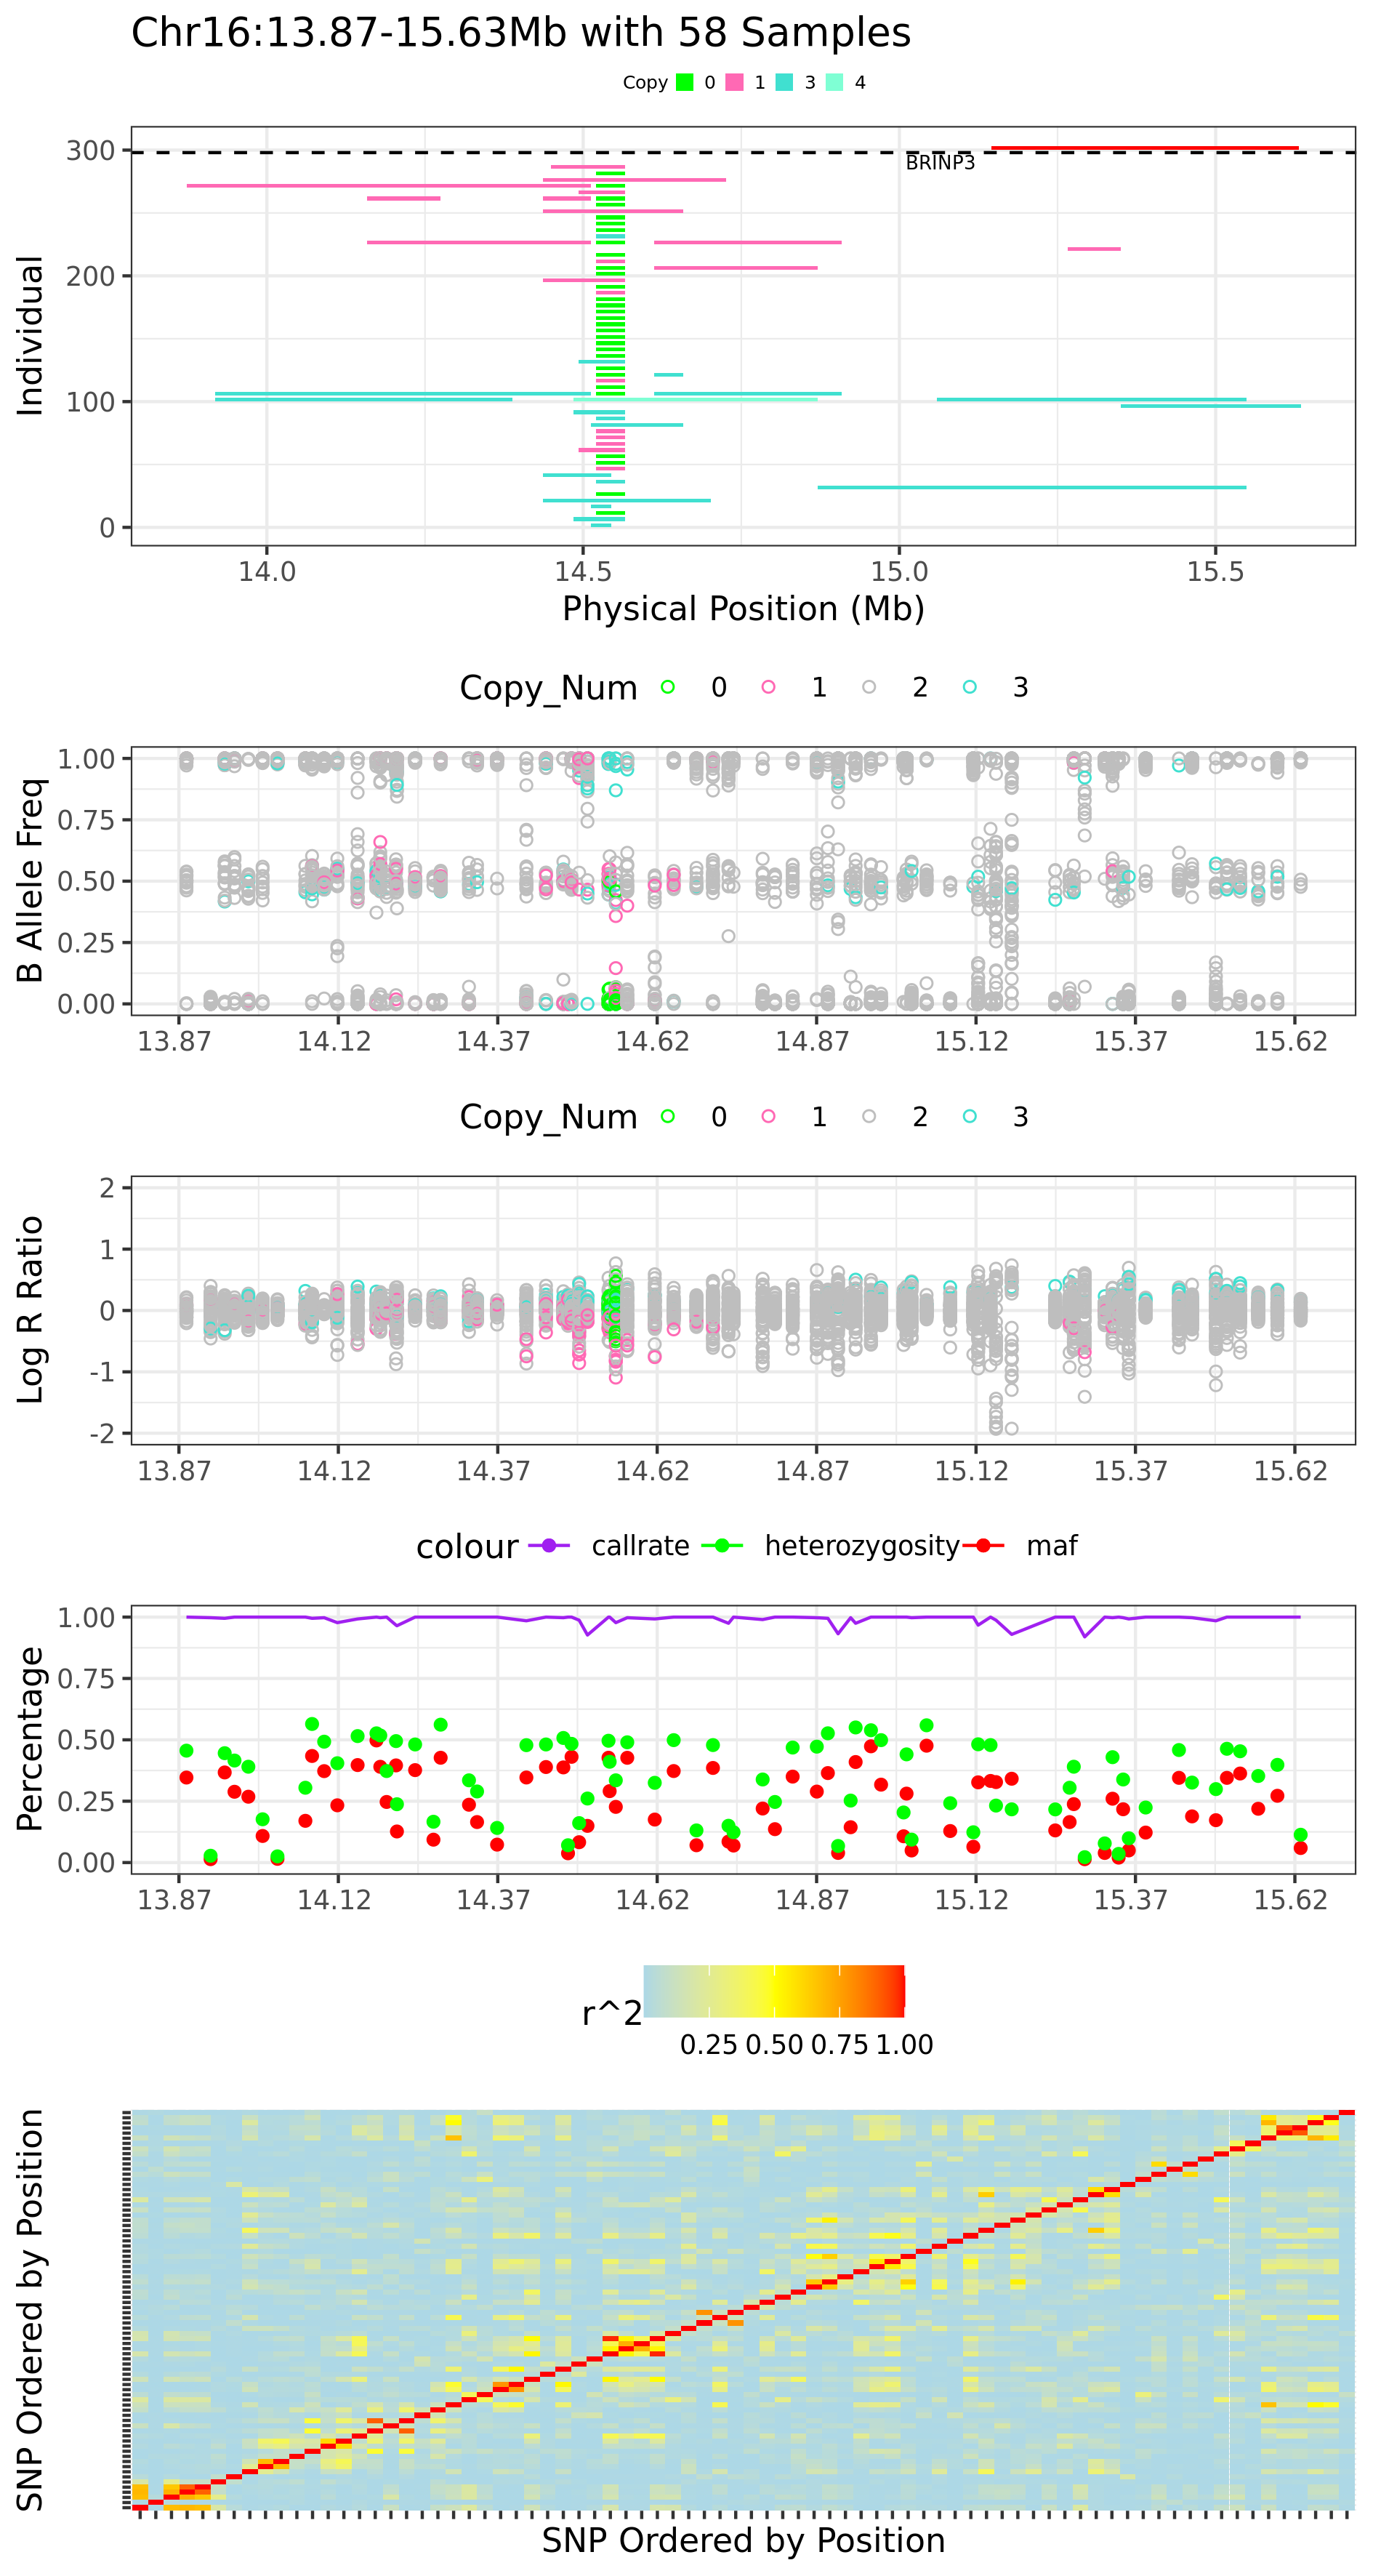 Chr16:13.87-15.63Mb with 58 Samples
Copy 0 1 3 4
300
200
100
0
Individual
BRINP3
14.0 14.5 15.0 15.5
Physical Position (Mb)
Copy_Num 0 1 2 3
1.00
0.75
0.50
0.25
0.00
B Allele Freq
13.87 14.12 14.37 14.62 14.87 15.12 15.37 15.62
Copy_Num 0 1 2 3
2
1
0
-1
-2
Log R Ratio
13.87 14.12 14.37 14.62 14.87 15.12 15.37 15.62
colour callrate heterozygosity maf
1.00
0.75
0.50
0.25
0.00
Percentage
13.87 14.12 14.37 14.62 14.87 15.12 15.37 15.62
r^2
0.25 0.50 0.75 1.00
SNP Ordered by Position
SNP Ordered by Position